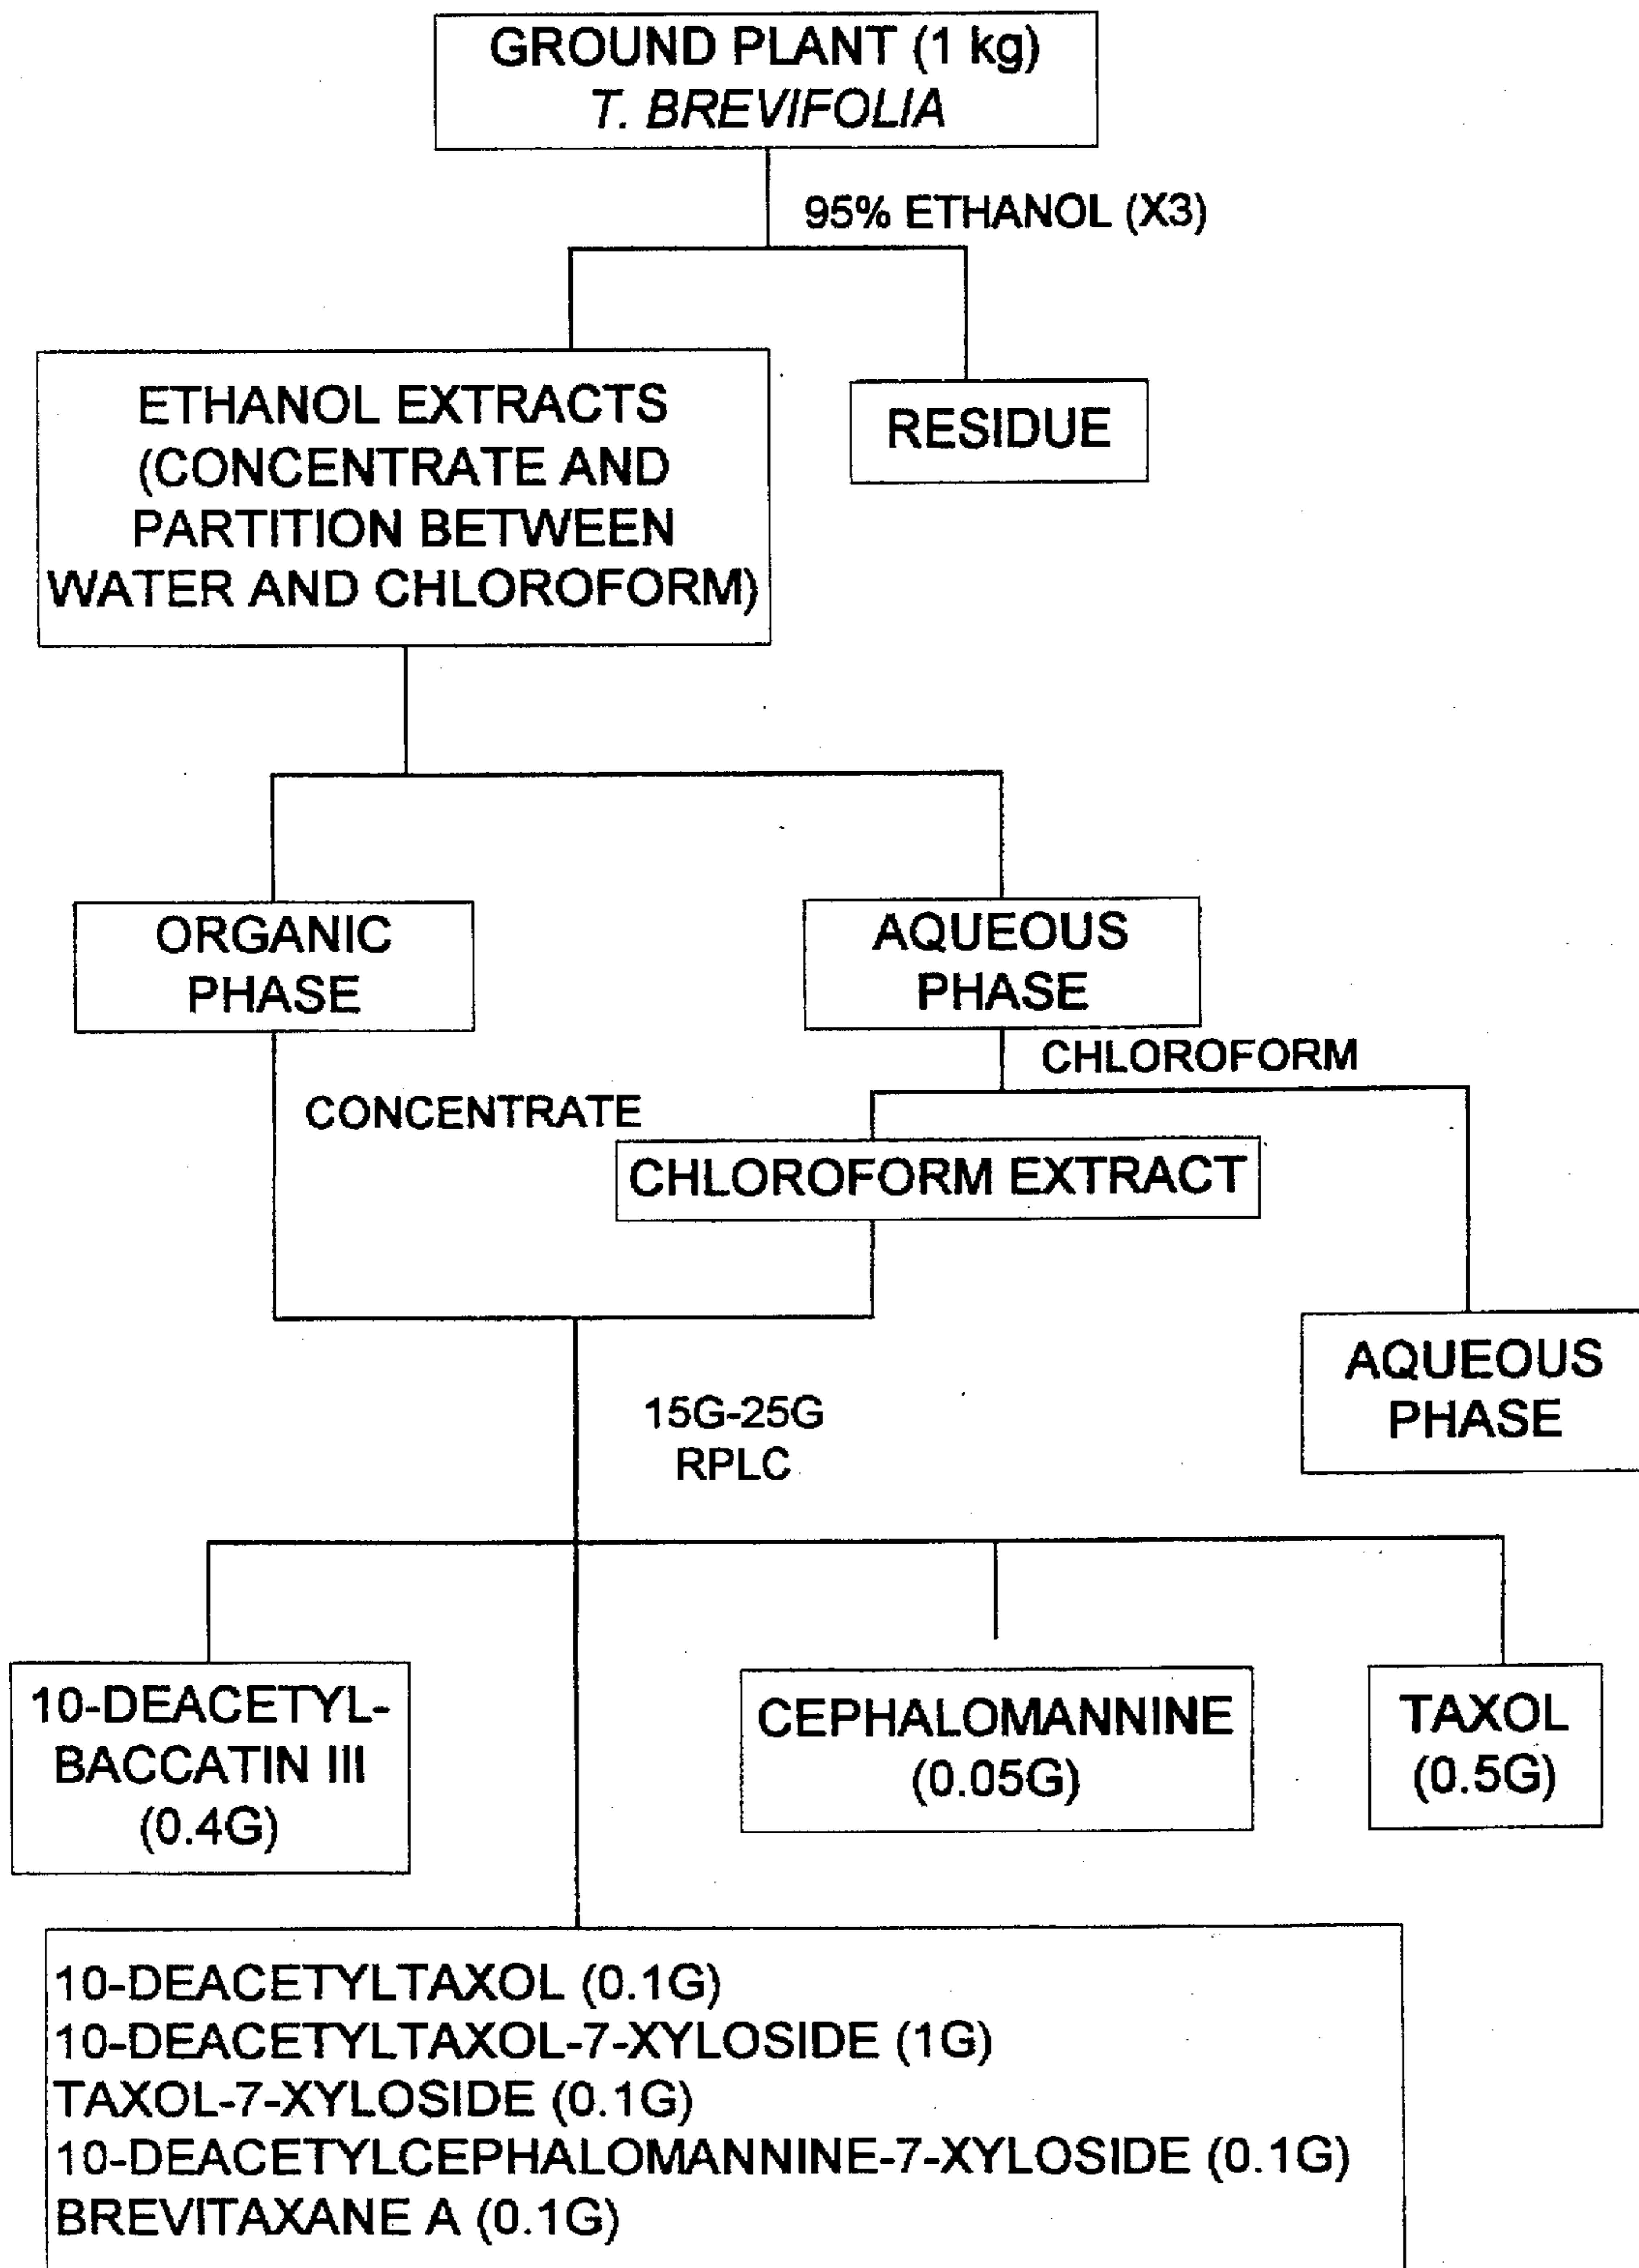 GROUND PLANT (1 kg)
T. BREVIFOLIA
95% ETHANOL (X3)
ETHANOL EXTRACTS
(CONCENTRATE AND
PARTITION BETWEEN
WATER AND CHLOROFORM)
RESIDUE
ORGANIC
PHASE
AQUEOUS
PHASE
CHLOROFORM
CONCENTRATE
CHLOROFORM EXTRACT
AQUEOUS
PHASE
15G-25G
RPLC
10-DEACETYL-
BACCATIN III
(0.4G)
CEPHALOMANNINE
(0.05G)
TAXOL
(0.5G)
10-DEACETYLTAXOL (0.1G)
10-DEACETYLTAXOL-7-XYLOSIDE (1G)
TAXOL-7-XYLOSIDE (0.1G)
10-DEACETYLCEPHALOMANNINE-7-XYLOSIDE (0.1G)
BREVITAXANE A (0.1G)